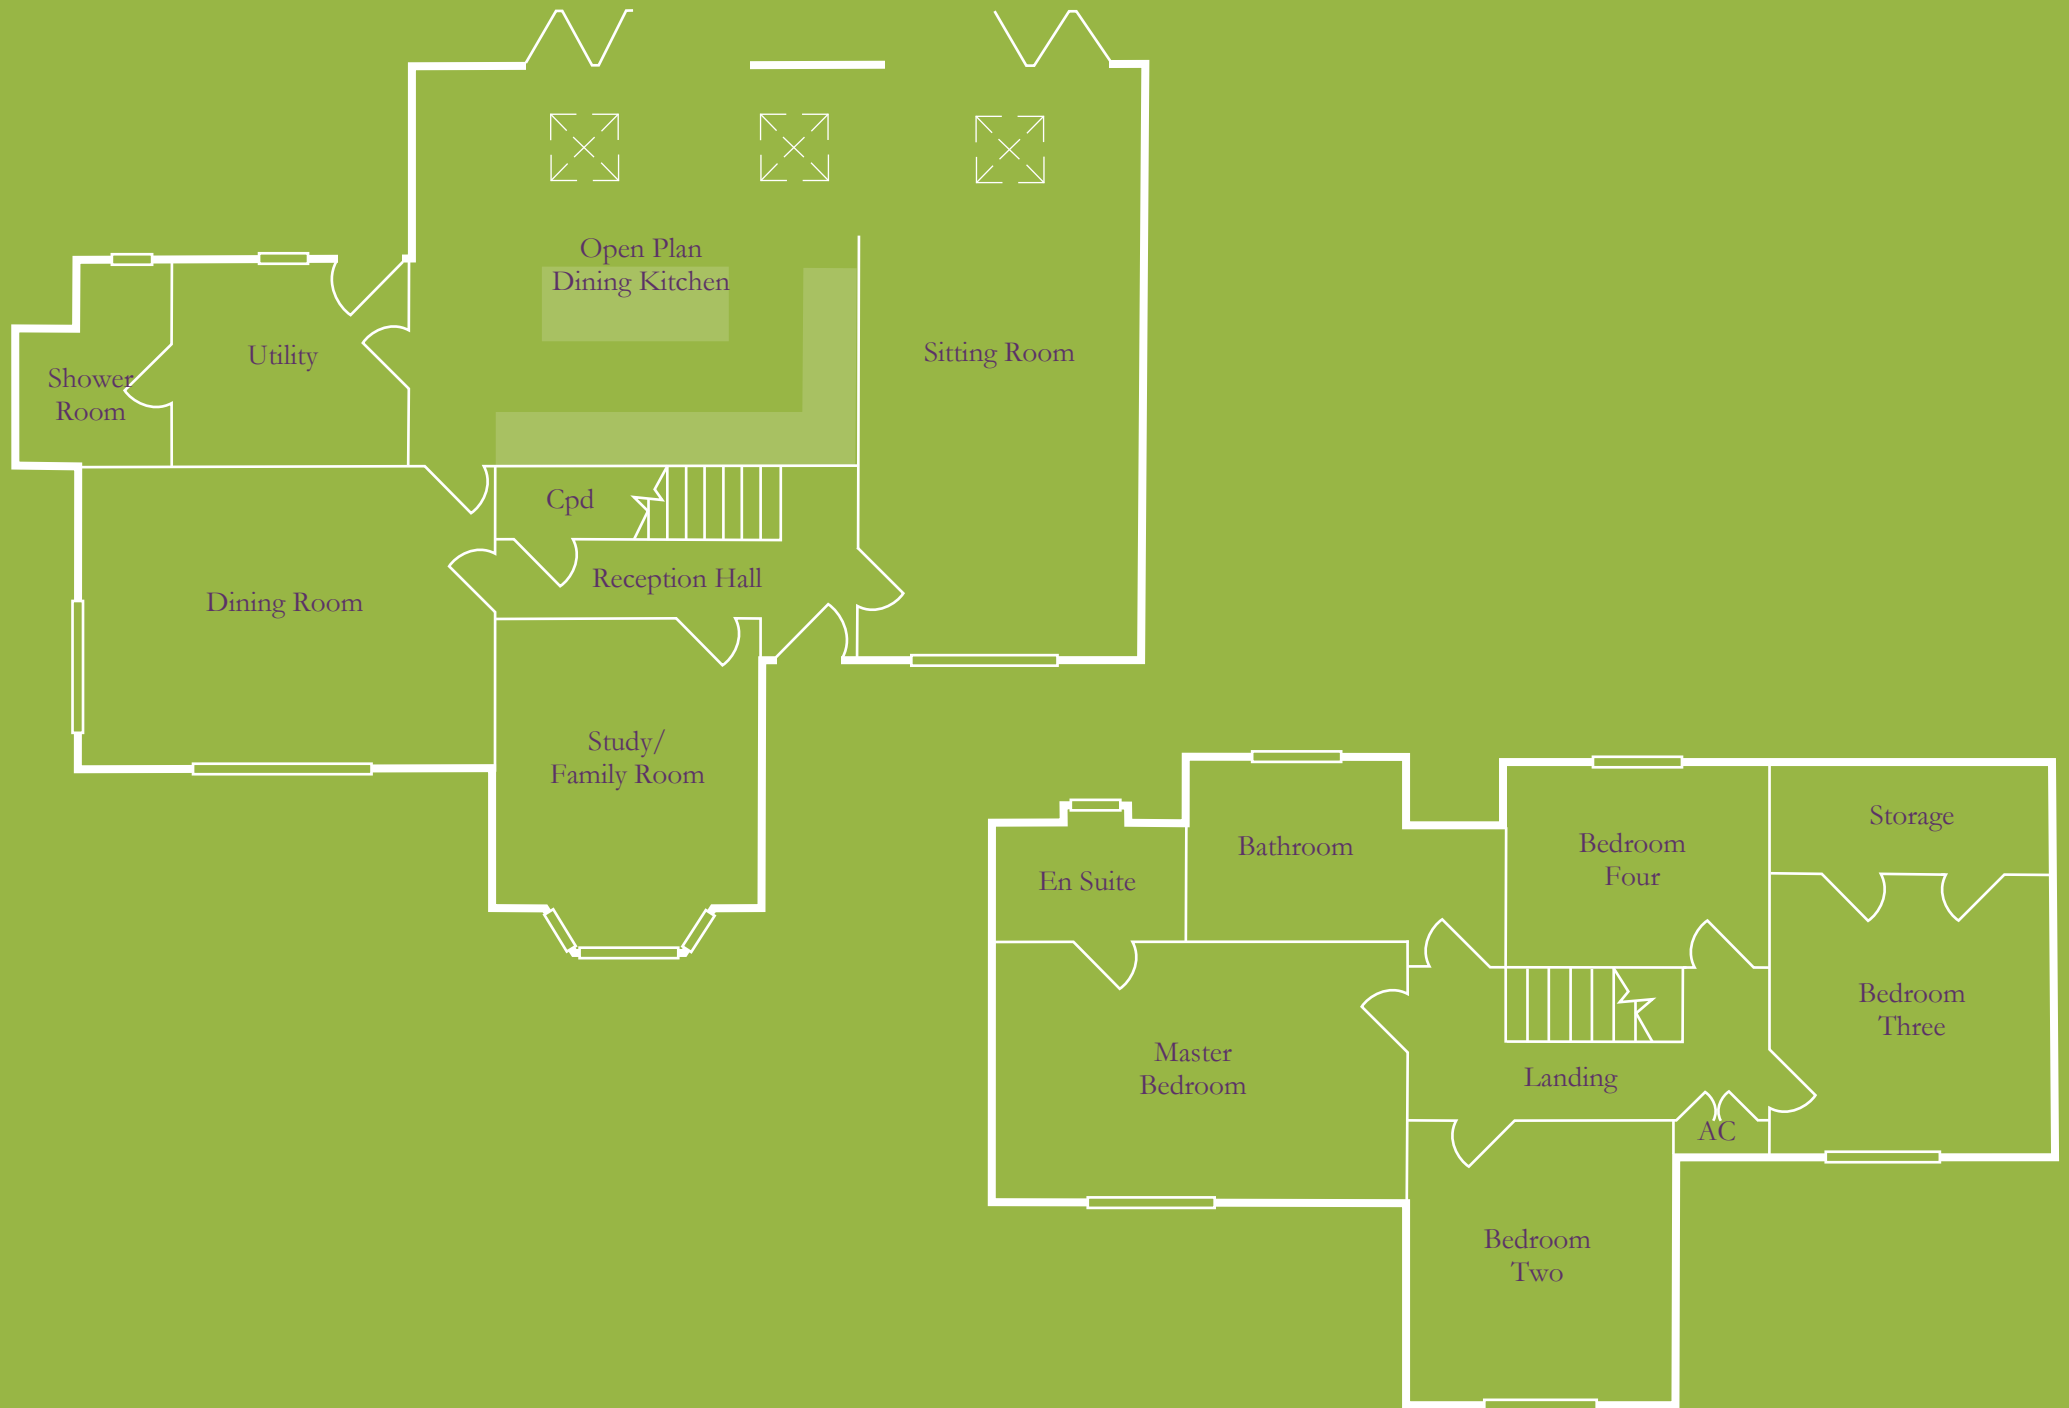 Open Plan
Dining Kitchen
Sitting Room
Utility
Shower
Room
Cpd
Reception Hall
Dining Room
Study/
Family Room
Bathroom
En Suite
Bedroom
Four
Storage
Bedroom
Three
Master
Bedroom
Landing
AC
Bedroom
Two